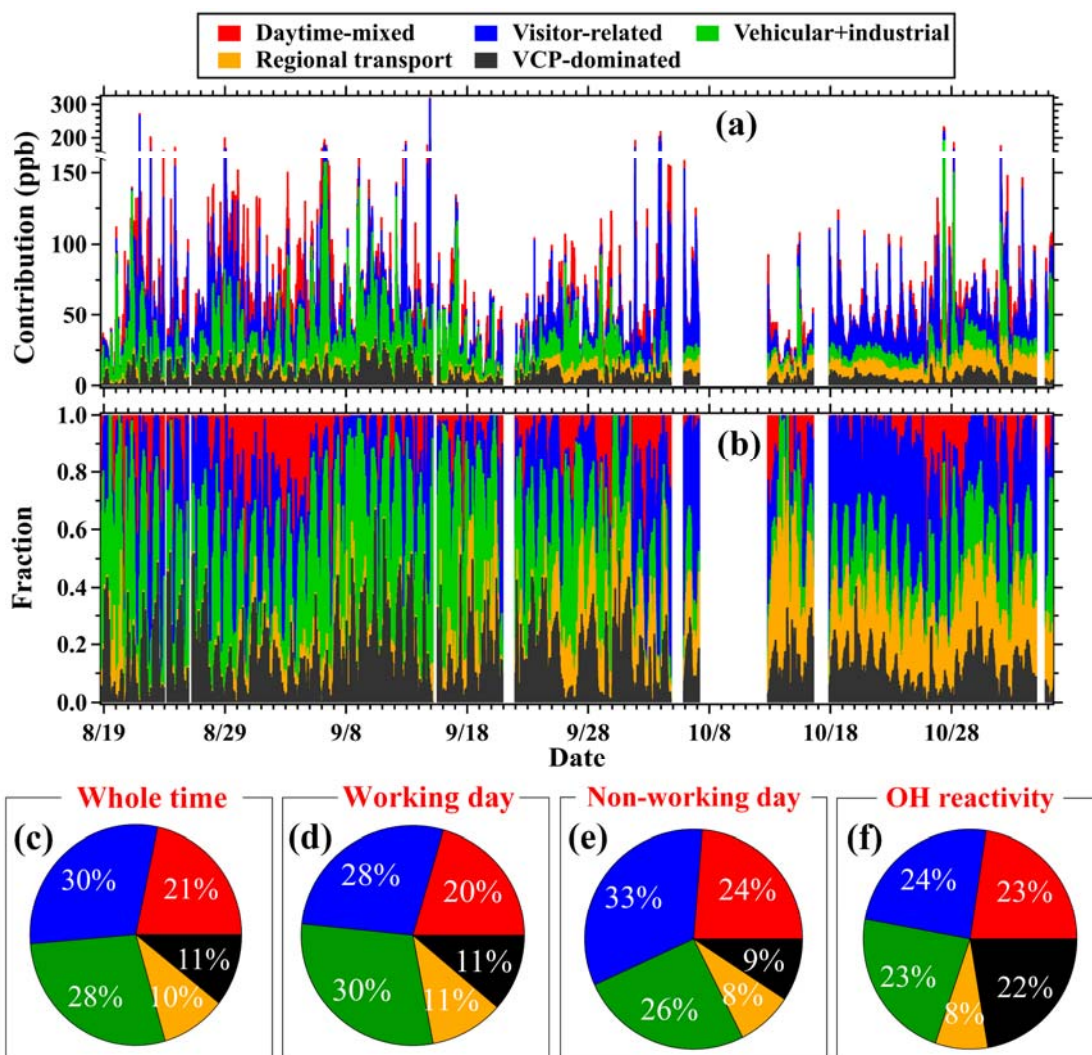 Daytime-mixed Visitor-related Vehicular+industrial
Regional transport VCP-dominated
(a)
Contribution (ppb)
300
200
150
100
50
0
(b)
Fraction
1.0
0.8
0.6
0.4
0.2
0.0
8/19 8/29 9/8 9/18 9/28 10/8 10/18 10/28
Date
Whole time
(c)
30%
21%
11%
28%
10%
Working day
(d)
28%
20%
11%
30%
11%
Non-working day
(e)
33%
24%
9%
26%
8%
OH reactivity
(f)
24%
23%
23%
22%
8%